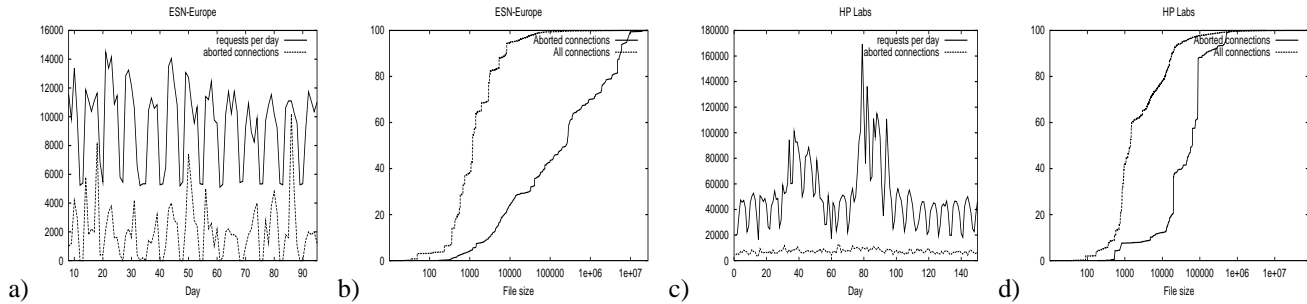 ESN-Europe
requests per day
aborted connections
16000
14000
12000
10000
8000
6000
4000
2000
0
10 20 30 40 50 60 70 80 90
Day
a)
ESN-Europe
Aborted connections
All connections
100
80
60
40
20
0
100 1000 10000 100000 1e+06 1e+07
File size
b)
HP Labs
requests per day
aborted connections
180000
160000
140000
120000
100000
80000
60000
40000
20000
0
0 20 40 60 80 100 120 140
Day
c)
HP Labs
Aborted connections
All connections
100
80
60
40
20
0
100 1000 10000 100000 1e+06 1e+07
File size
d)